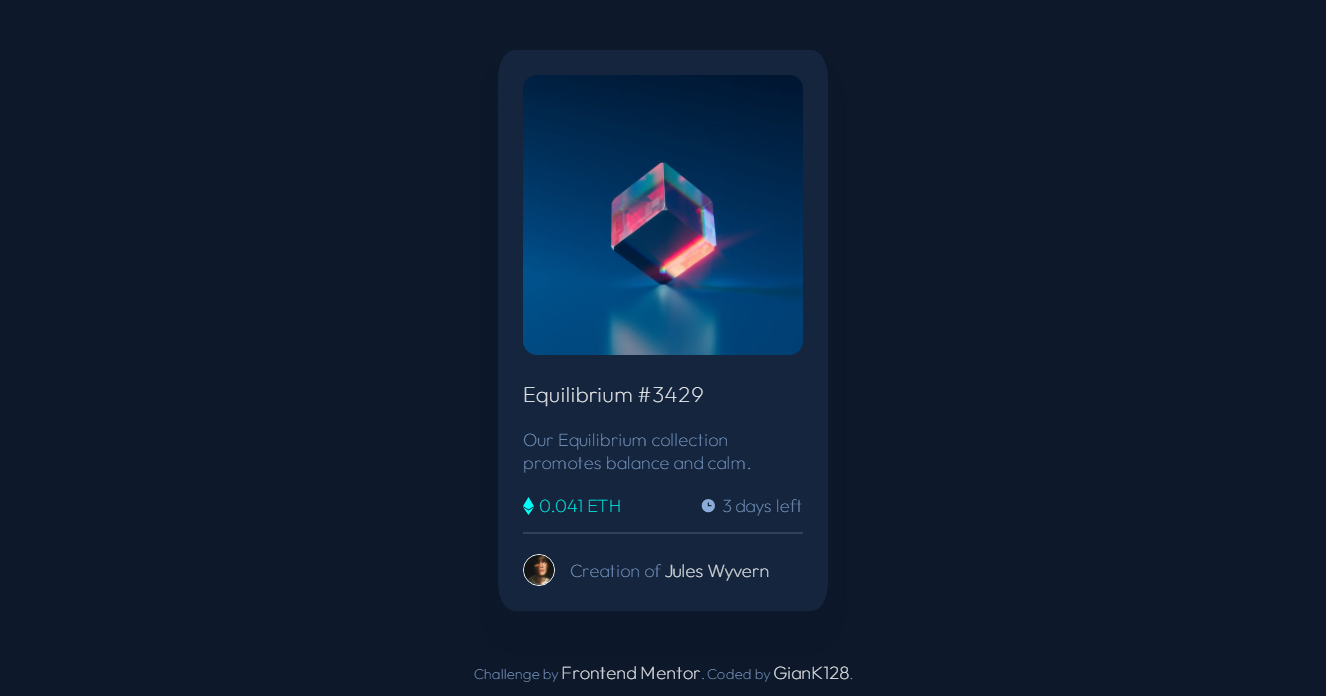 Equilibrium #3429
Our Equilibrium collection
promotes balance and calm.
0.041 ETH 3 days left
Creation of Jules Wyvern
Challenge by Frontend Mentor. Coded by GianK128.